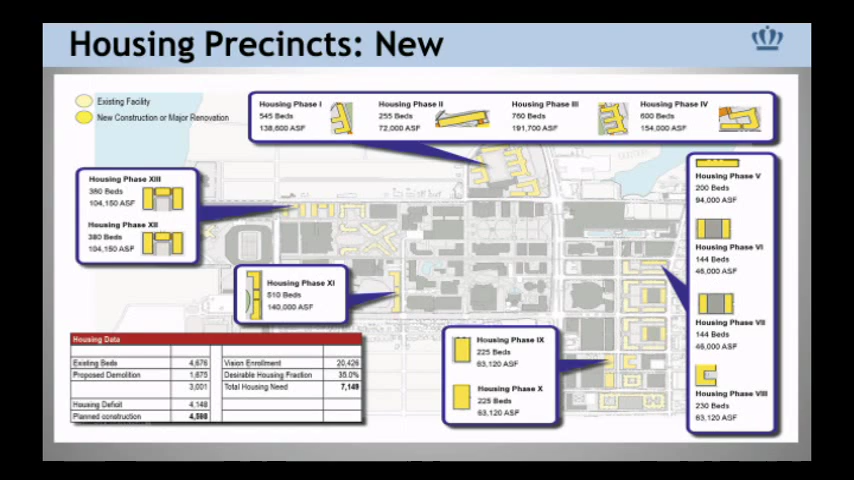 Housing Precincts: New
Existing Facility
New Construction or Major Renovation
Housing Phase I
545 Beds
138,600 ASF
Housing Phase II
255 Beds
72,000 ASF
Housing Phase III
760 Beds
191,700 ASF
Housing Phase IV
600 Beds
154,000 ASF
Housing Phase XIII
380 Beds
104,150 ASF
Housing Phase XII
380 Beds
104,150 ASF
Housing Phase XI
510 Beds
140,000 ASF
Housing Phase V
200 Beds
94,000 ASF
Housing Phase VI
144 Beds
46,000 ASF
Housing Phase VII
144 Beds
46,000 ASF
Housing Phase VIII
230 Beds
63,120 ASF
Housing Phase IX
225 Beds
63,120 ASF
Housing Phase X
225 Beds
63,120 ASF
Housing Data
Existing Beds 4,676 Vision Enrollment 20,426
Proposed Demolition 1,675 Desirable Housing Fraction 35.0%
3,001 Total Housing Need 7,149
Housing Deficit 4,148
Planned construction 4,598